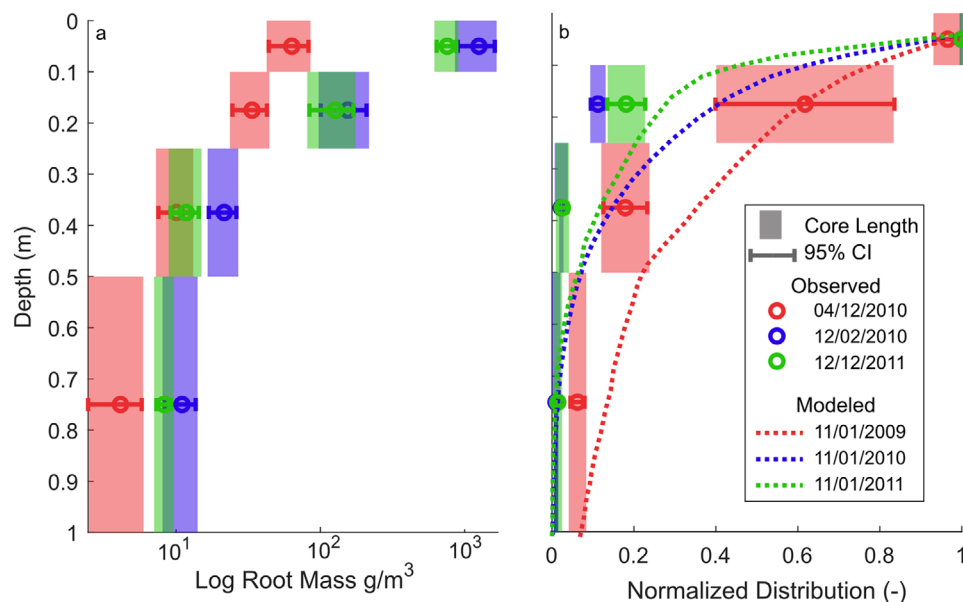 a
0
0.1
0.2
0.3
0.4
0.5
0.6
0.7
0.8
0.9
1
Depth (m)
10^1
10^2
10^3
Log Root Mass g/m^3
b
Core Length
95% CI
Observed
04/12/2010
12/02/2010
12/12/2011
Modeled
11/01/2009
11/01/2010
11/01/2011
0
0.2
0.4
0.6
0.8
1
Normalized Distribution (-)